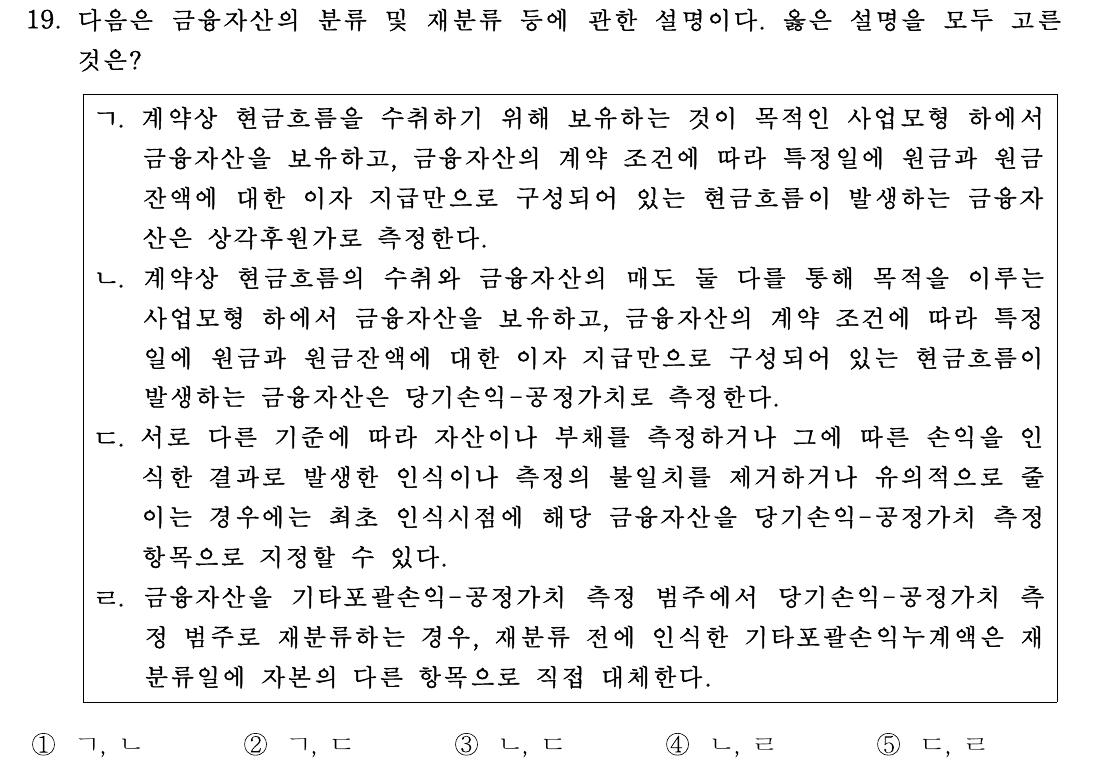 19. 다음은 금융자산의 분류 및 재분류 등에 관한 설명이다. 옳은 설명을 모두 고른
것은?
ㄱ. 계약상 현금흐름을 수취하기 위해 보유하는 것이 목적인 사업모형 하에서
금융자산을 보유하고, 금융자산의 계약 조건에 따라 특정일에 원금과 원금
잔액에 대한 이자 지급만으로 구성되어 있는 현금흐름이 발생하는 금융자
산은 상각후원가로 측정한다.
ㄴ. 계약상 현금흐름의 수취와 금융자산의 매도 둘 다를 통해 목적을 이루는
사업모형 하에서 금융자산을 보유하고, 금융자산의 계약 조건에 따라 특정
일에 원금과 원금잔액에 대한 이자 지급만으로 구성되어 있는 현금흐름이
발생하는 금융자산은 당기손익-공정가치로 측정한다.
ㄷ. 서로 다른 기준에 따라 자산이나 부채를 측정하거나 그에 따른 손익을 인
식한 결과로 발생한 인식이나 측정의 불일치를 제거하거나 유의적으로 줄
이는 경우에는 최초 인식시점에 해당 금융자산을 당기손익-공정가치 측정
항목으로 지정할 수 있다.
ㄹ. 금융자산을 기타포괄손익-공정가치 측정 범주에서 당기손익-공정가치 측
정 범주로 재분류하는 경우, 재분류 전에 인식한 기타포괄손익누계액은 재
분류일에 자본의 다른 항목으로 직접 대체한다.
① ㄱ, ㄴ ② ㄱ, ㄷ ③ ㄴ, ㄷ ④ ㄴ, ㄹ ⑤ ㄷ, ㄹ